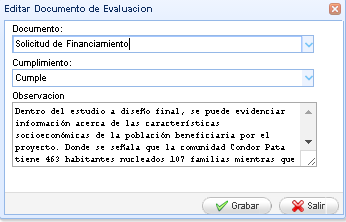 Editar Documento de Evaluacion
Documento:
Solicitud de Financiamiento
Cumplimiento:
Cumple
Observacion
Dentro del estudio a diseño final, se puede evidenciar
información acerca de las características
socioeconómicas de la población beneficiaria por el
proyecto. Donde se señala que la comunidad Condor Pata
tiene 463 habitantes nucleados 107 familias mientras que
Grabar
Salir